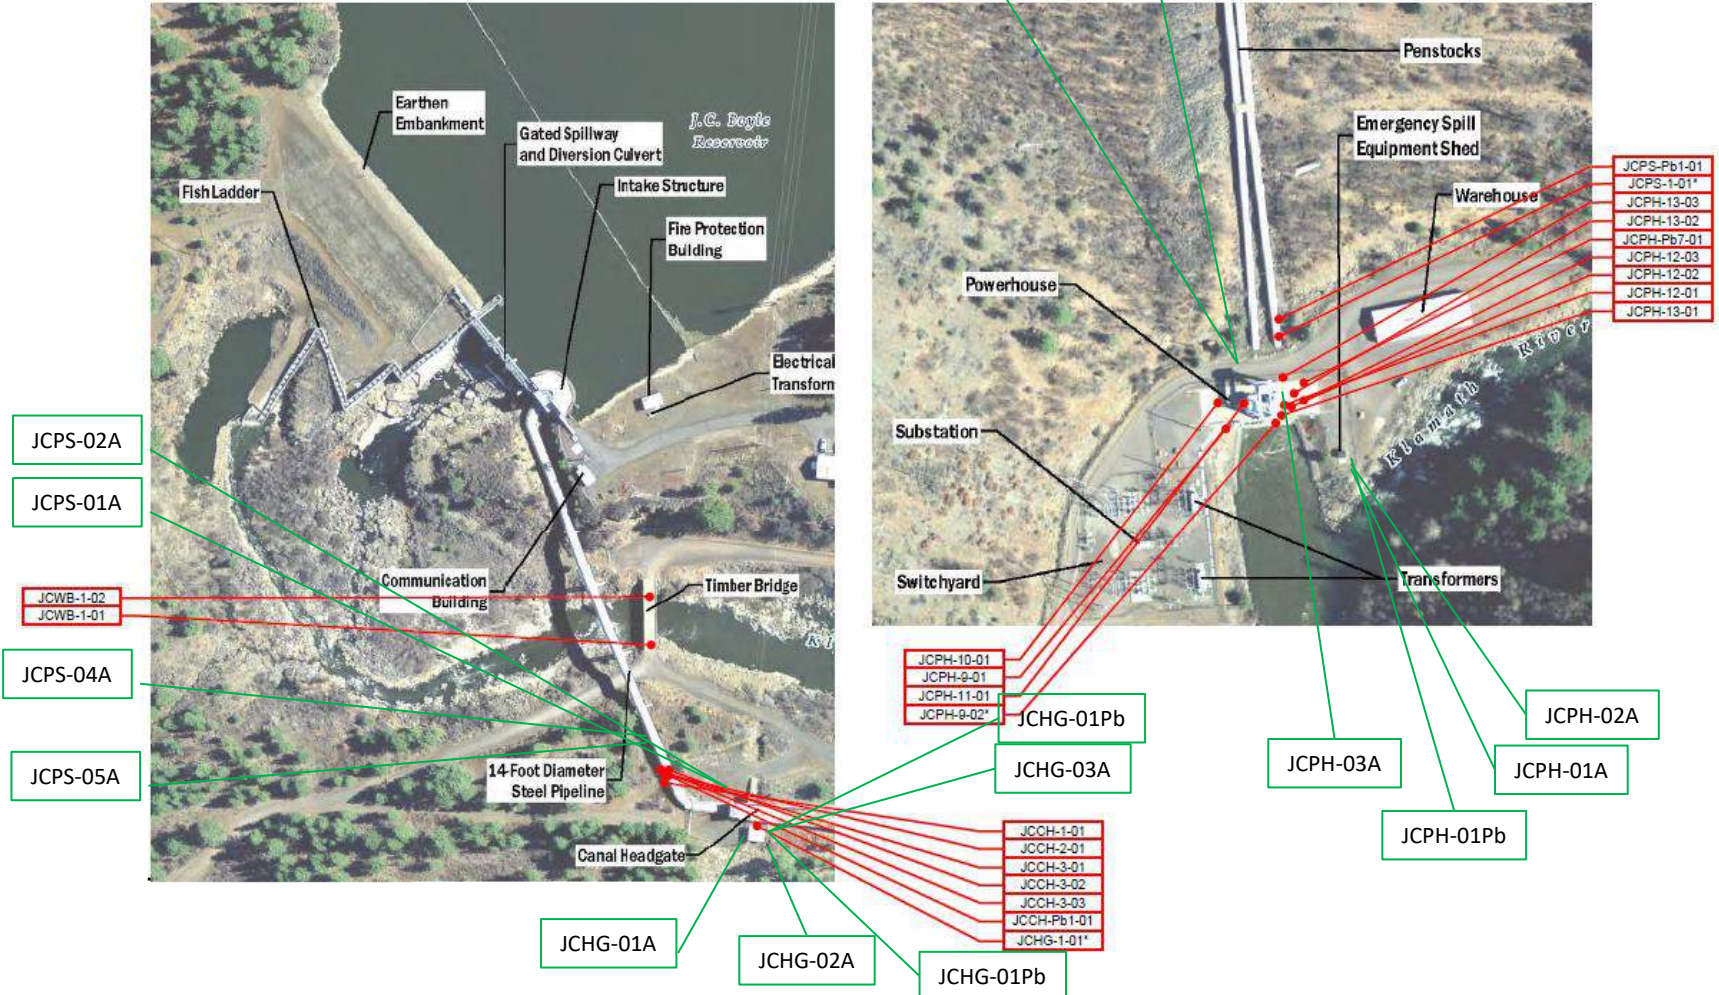 Earthen
Embankment
Gated Spillway
and Diversion Culvert
J.C. Boyle
Reservoir
Fish Ladder
Intake Structure
Fire Protection
Building
Electrical
Transform
JCPS-02A
JCPS-01A
JCWB-1-02
JCWB-1-01
Communication
Building
Timber Bridge
JCPS-04A
JCPS-05A
14-Foot Diameter
Steel Pipeline
Canal Headgate
JCHG-01A
JCHG-02A
JCHG-01Pb
JCCH-1-01
JCCH-2-01
JCCH-3-01
JCCH-3-02
JCCH-3-03
JCCH-Pb1-01
JCHG-1-01*
JCHG-01Pb
JCHG-03A
Penstocks
Emergency Spill
Equipment Shed
Warehouse
Powerhouse
Substation
Switchyard
Transformers
Klamath River
JCPS-Pb1-01
JCPS-1-01*
JCPH-13-03
JCPH-13-02
JCPH-Pb7-01
JCPH-12-03
JCPH-12-02
JCPH-12-01
JCPH-13-01
JCPH-10-01
JCPH-9-01
JCPH-11-01
JCPH-9-02*
JCPH-03A
JCPH-02A
JCPH-01A
JCPH-01Pb